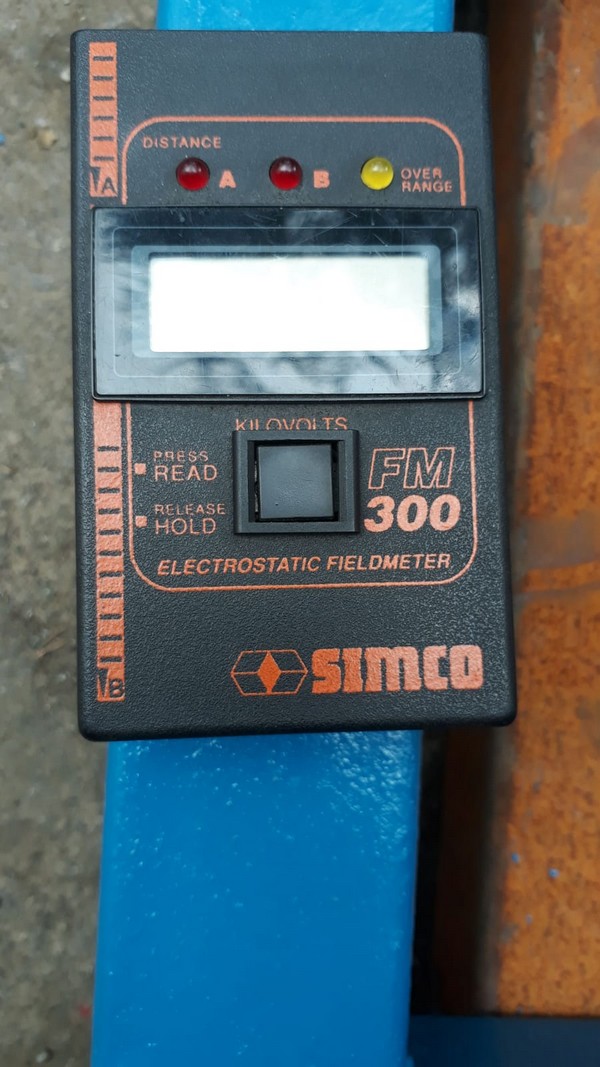 DISTANCE
A
B
OVER
RANGE
A
KILOVOLTS
PRESS
READ
RELEASE
HOLD
FM
300
ELECTROSTATIC FIELDMETER
B
SIMCO